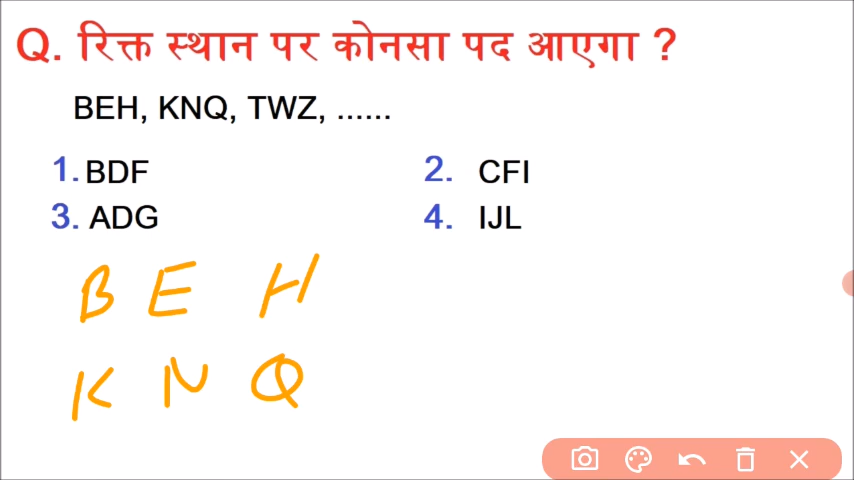 Q. रिक्त स्थान पर कोनसा पद आएगा ?
BEH, KNQ, TWZ, ......
1. BDF 2. CFI
3. ADG 4. IJL
B E H
K N Q